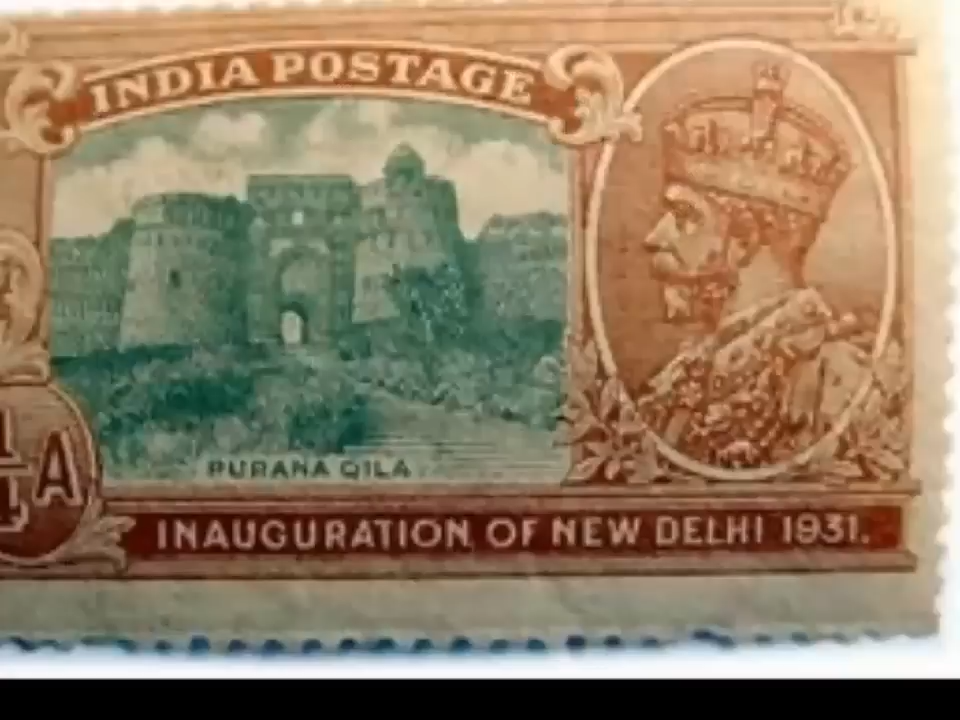 INDIA POSTAGE
PURANA QILA
A
INAUGURATION OF NEW DELHI 1931.